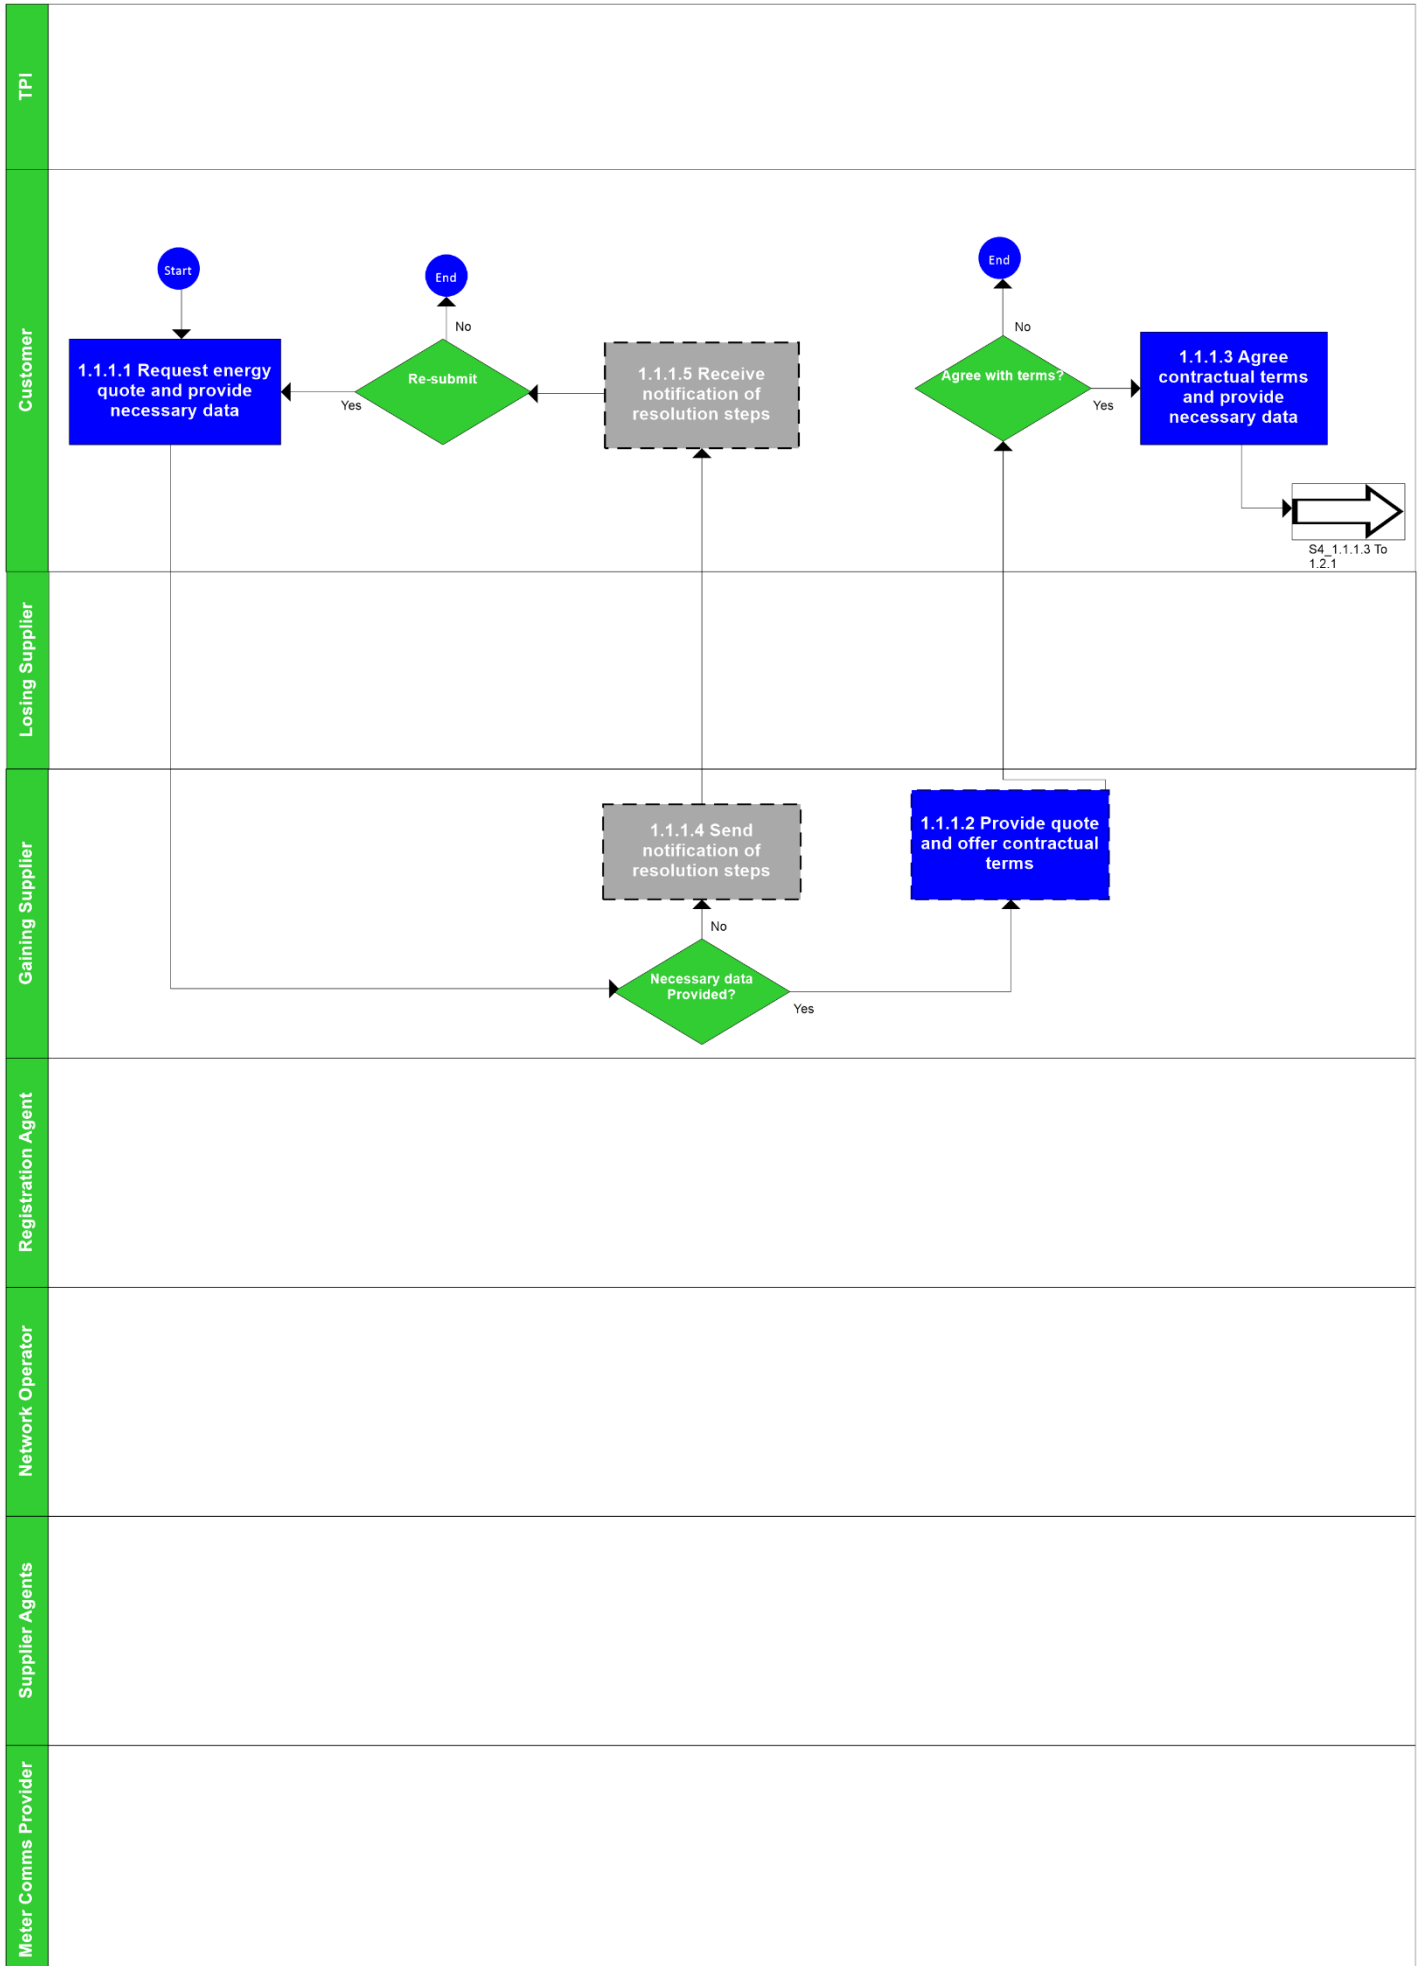 TPI
Customer
Start
End
End
No
No
1.1.1.1 Request energy
quote and provide
necessary data
Yes
Re-submit
1.1.1.5 Receive
notification of
resolution steps
Agree with terms?
Yes
1.1.1.3 Agree
contractual terms
and provide
necessary data
S4_1.1.1.3 To
1.2.1
Losing Supplier
Gaining Supplier
1.1.1.4 Send
notification of
resolution steps
1.1.1.2 Provide quote
and offer contractual
terms
No
Necessary data
Provided?
Yes
Registration Agent
Network Operator
Supplier Agents
Meter Comms Provider